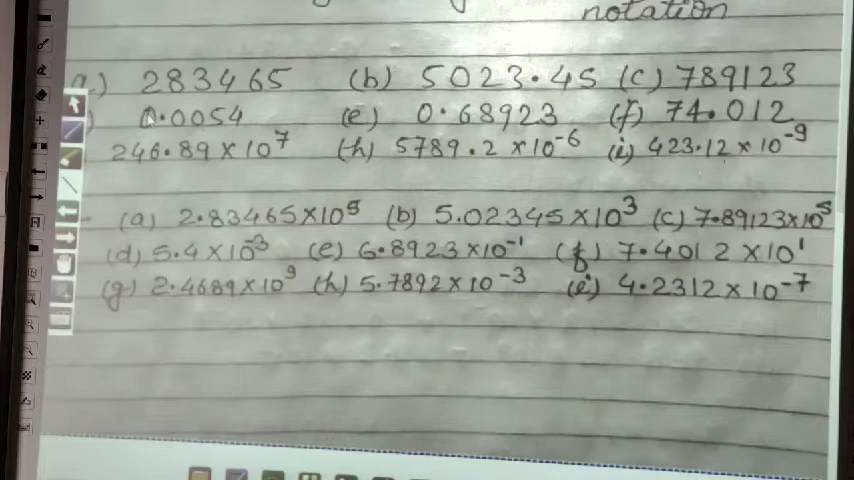 notation
a) 283465 (b) 5023.45 (c) 789123
) 0.0054 (e) 0.68923 (f) 74.012
246.89 × 10⁷ (h) 5789.2 × 10⁻⁶ (i) 423.12 × 10⁻⁹
(a) 2.83465×10⁵ (b) 5.02345×10³ (c) 7.89123×10⁵
(d) 5.4 × 10⁻³ (e) 6.8923 × 10⁻¹ (f) 7.4012 × 10¹
(g) 2.4689 × 10⁹ (h) 5.7892 × 10⁻³ (i) 4.2312 × 10⁻⁷